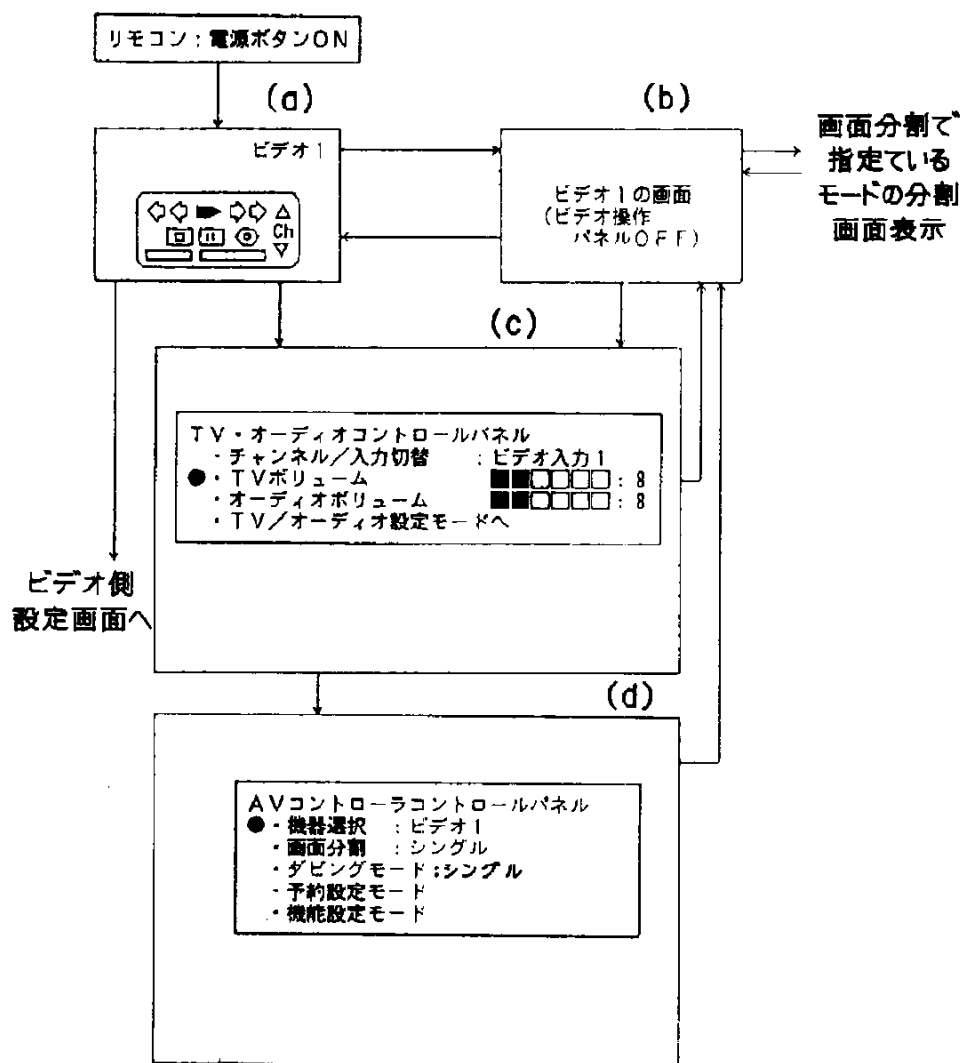 リモコン：電源ボタンON
(a)
(b)
ビデオ1
Ch
ビデオ1の画面
(ビデオ操作
パネルOFF)
画面分割で
指定ている
モードの分割
画面表示
(c)
TV・オーディオコントロールパネル
・チャンネル／入力切替 ：ビデオ入力1
●・TVボリューム ■■□□□□：8
・オーディオボリューム ■■□□□□：8
・TV／オーディオ設定モードへ
ビデオ側
設定画面へ
(d)
AVコントローラコントロールパネル
●・機器選択 ：ビデオ1
・画面分割 ：シングル
・ダビングモード：シングル
・予約設定モード
・機能設定モード